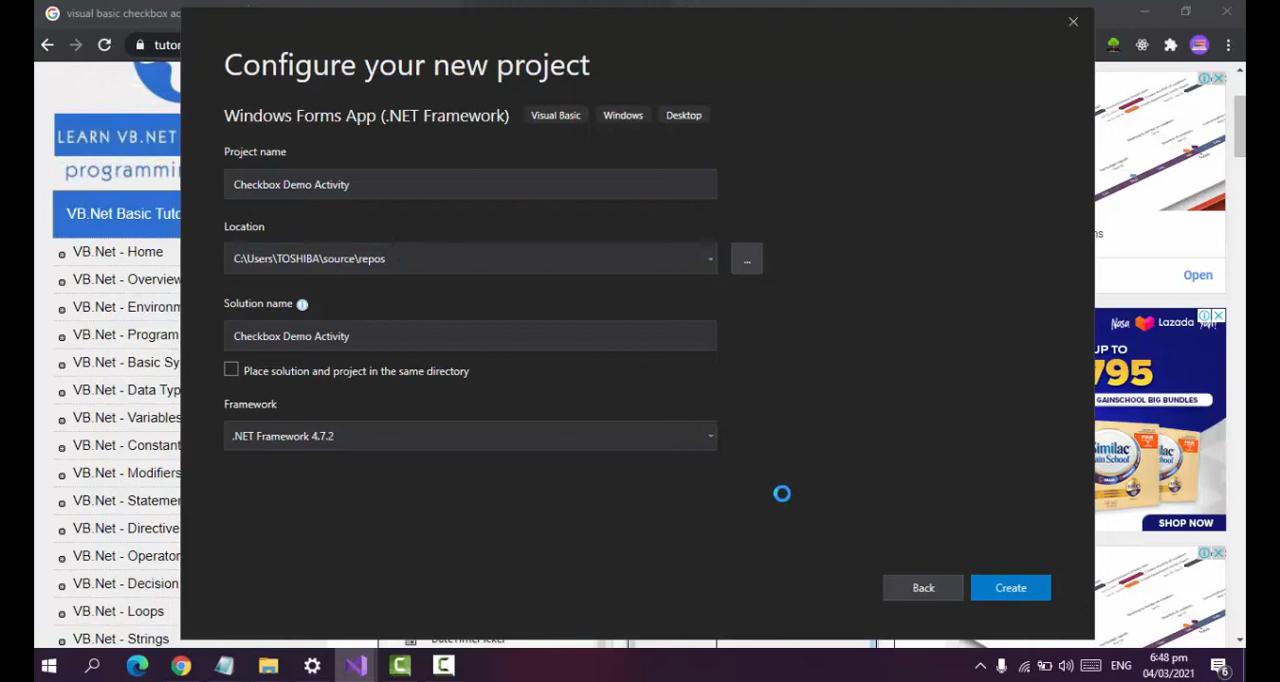 visual basic checkbox ac
tutor
Configure your new project
Windows Forms App (.NET Framework) Visual Basic Windows Desktop
Project name
Checkbox Demo Activity
Location
C:\Users\TOSHIBA\source\repos
...
Solution name
Checkbox Demo Activity
Place solution and project in the same directory
Framework
.NET Framework 4.7.2
Back
Create
LEARN VB.NET
programmi
VB.Net Basic Tuto
VB.Net - Home
VB.Net - Overview
VB.Net - Environm
VB.Net - Program
VB.Net - Basic Sy
VB.Net - Data Typ
VB.Net - Variables
VB.Net - Constant
VB.Net - Modifiers
VB.Net - Statemen
VB.Net - Directive
VB.Net - Operator
VB.Net - Decision
VB.Net - Loops
VB.Net - Strings
DateTimePicker
ns
Open
Lazada
UP TO
795
GAINSCHOOL BIG BUNDLES
Similac
SHOP NOW
ENG
6:48 pm
04/03/2021
6